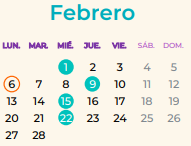 Febrero
LUN. MAR. MIÉ. JUE. VIE. SÁB. DOM.
1 2 3 4 5
6 7 8 9 10 11 12
13 14 15 16 17 18 19
20 21 22 23 24 25 26
27 28